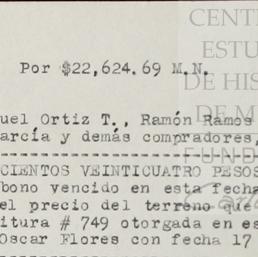 CENT
ESTU
DE HIS
DE M
FUND
Por $22,624.69 M.N.
uel Ortiz T., Ramón Ramos
arcía y demás compradores,
CIENTOS VEINTICUATRO PESOS
bono vencido en esta fecha
el precio del terreno que
itura # 749 otorgada en es
Oscar Flores con fecha 17